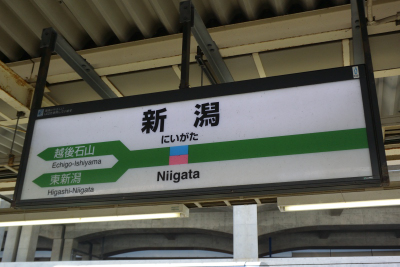 新潟
にいがた
Niigata
越後石山
Echigo-Ishiyama
東新潟
Higashi-Niigata